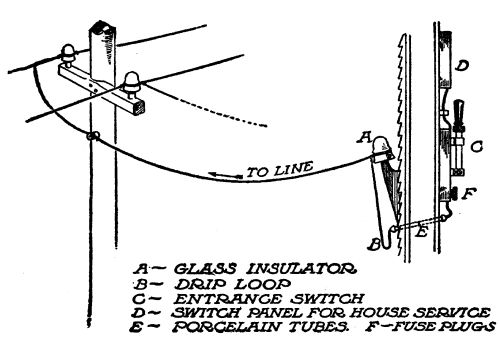 D
A
C
TO LINE
F
E
B
A~ GLASS INSULATOR
B~ DRIP LOOP
C~ ENTRANCE SWITCH
D~ SWITCH PANEL FOR HOUSE SERVICE
E~ PORCELAIN TUBES. F-FUSE PLUGS